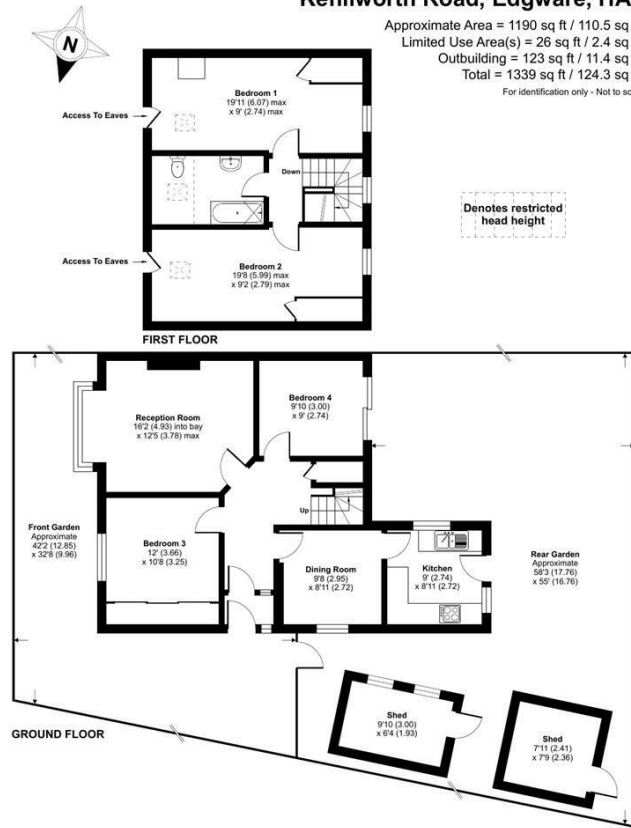 Kenilworth Road, Edgware, HA
Approximate Area = 1190 sq ft / 110.5 sq
Limited Use Area(s) = 26 sq ft / 2.4 sq
Outbuilding = 123 sq ft / 11.4 sq
Total = 1339 sq ft / 124.3 sq
For identification only - Not to sc
N
Access To Eaves
Bedroom 1
19'11 (6.07) max
x 9' (2.74) max
Down
Denotes restricted
head height
Access To Eaves
Bedroom 2
19'8 (5.99) max
x 9'2 (2.79) max
FIRST FLOOR
Reception Room
16'2 (4.93) into bay
x 12'5 (3.78) max
Bedroom 4
9'10 (3.00)
x 9' (2.74)
Up
Front Garden
Approximate
42'2 (12.85)
x 32'8 (9.96)
Bedroom 3
12' (3.66)
x 10'8 (3.25)
Dining Room
9'8 (2.95)
x 8'11 (2.72)
Kitchen
9' (2.74)
x 8'11 (2.72)
Rear Garden
Approximate
58'3 (17.76)
x 55' (16.76)
Shed
9'10 (3.00)
x 6'4 (1.93)
Shed
7'11 (2.41)
x 7'9 (2.36)
GROUND FLOOR